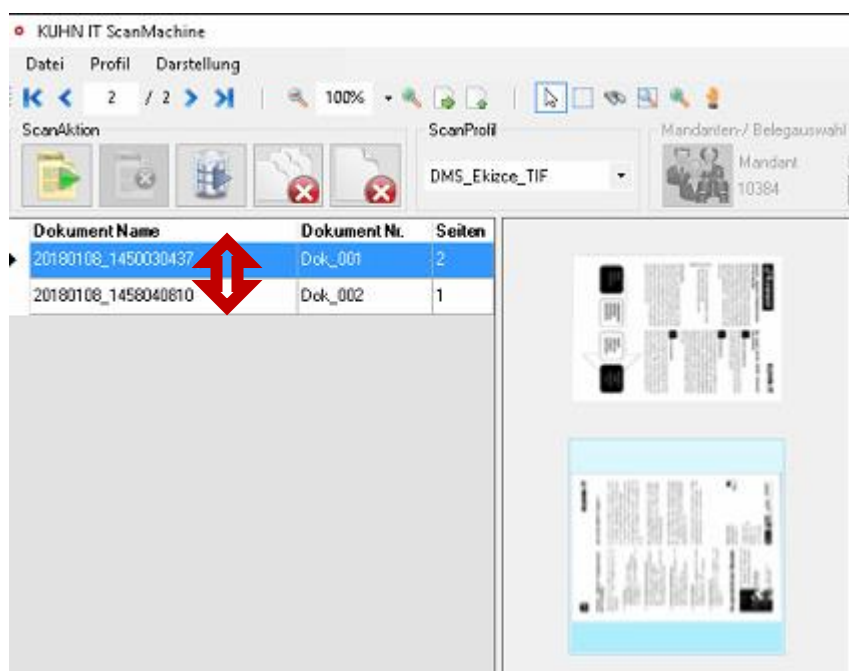 KUHN IT ScanMachine
Datei Profil Darstellung
2 / 2 100%
ScanAktion ScanProfil Mandanten-/ Belegauswahl
DMS_Ekizce_TIF Mandant
10384
Dokument Name Dokument Nr. Seiten
20180108_1450030437 Dok_001 2
20180108_1458040810 Dok_002 1